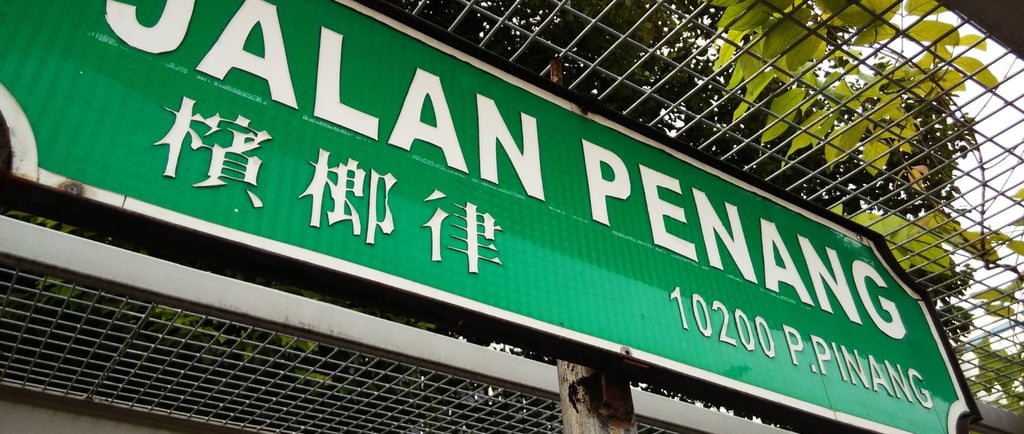 JALAN PENANG
檳榔律
10200 P.PINANG